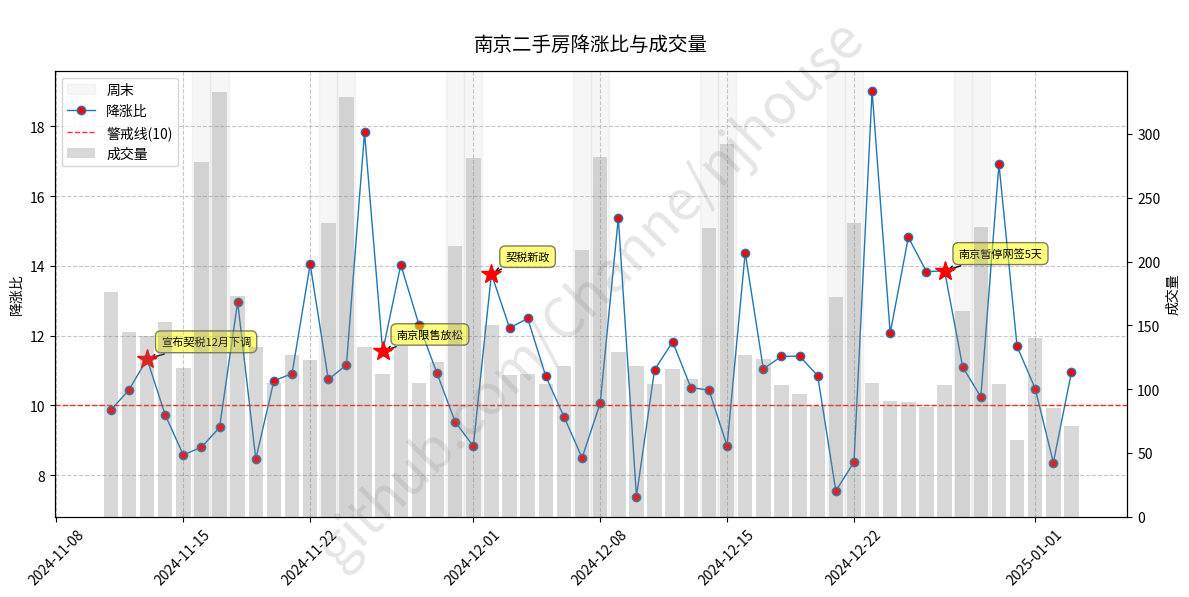 南京二手房降涨比与成交量
周末
降涨比
警戒线(10)
成交量
降涨比
18
16
14
12
10
8
300
250
200
150
100
50
0
成交量
宣布契税12月下调
南京限售放松
契税新政
南京暂停网签5天
2024-11-08
2024-11-15
2024-11-22
2024-12-01
2024-12-08
2024-12-15
2024-12-22
2025-01-01
github.com/Channe/njhouse